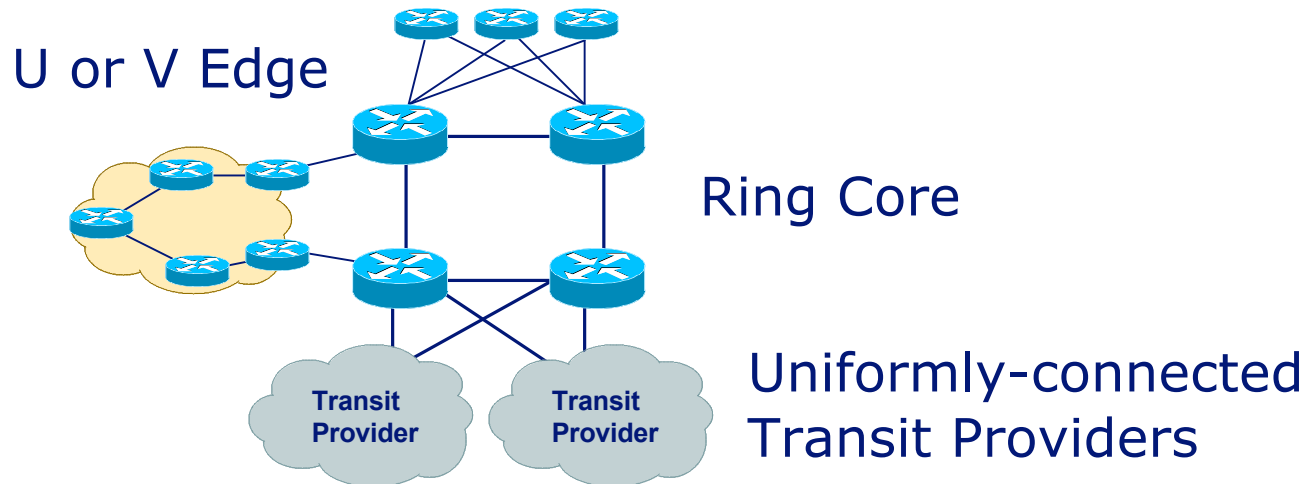 U or V Edge
Ring Core
Transit
Provider
Transit
Provider
Uniformly-connected
Transit Providers